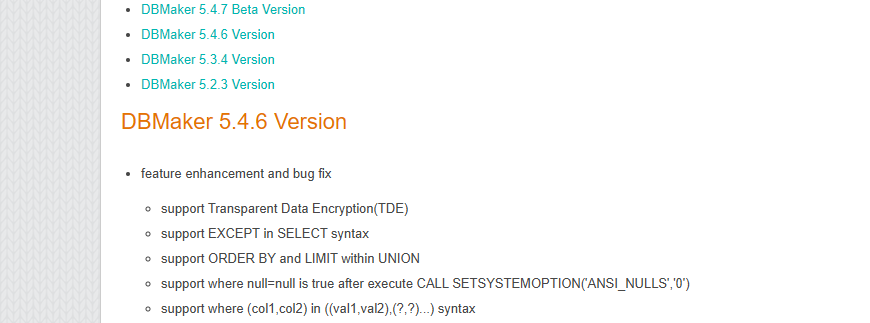 DBMaker 5.4.7 Beta Version
DBMaker 5.4.6 Version
DBMaker 5.3.4 Version
DBMaker 5.2.3 Version
DBMaker 5.4.6 Version
feature enhancement and bug fix
support Transparent Data Encryption(TDE)
support EXCEPT in SELECT syntax
support ORDER BY and LIMIT within UNION
support where null=null is true after execute CALL SETSYSTEMOPTION('ANSI_NULLS','0')
support where (col1,col2) in ((val1,val2),(?,?)...) syntax